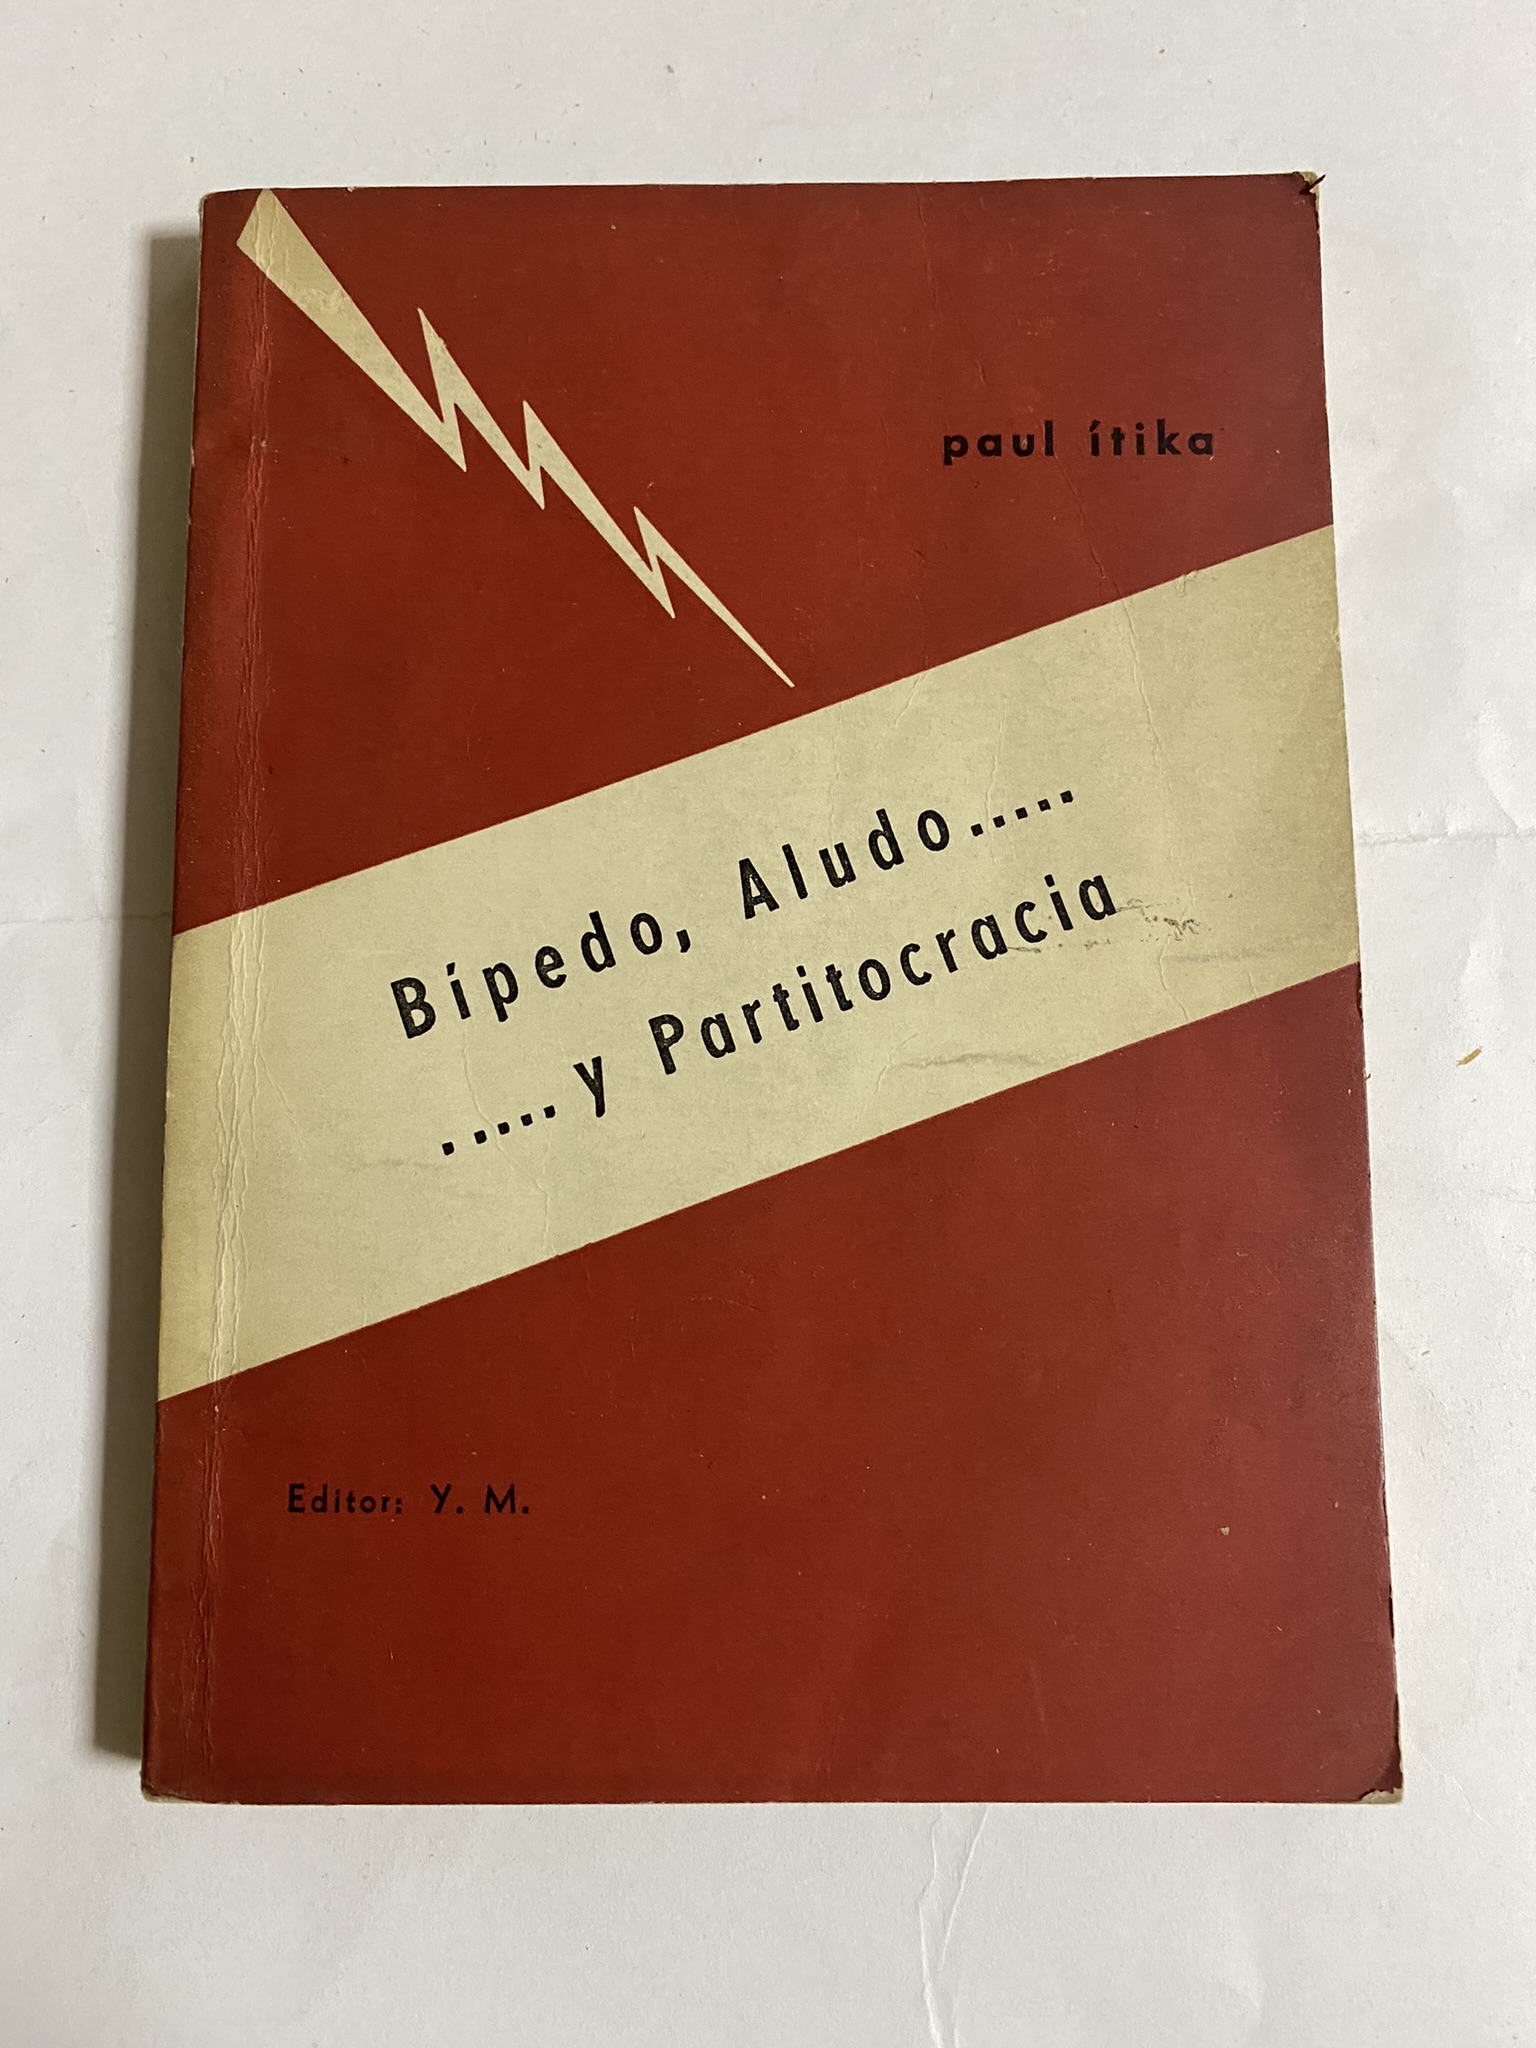 paul ítika
Bípedo, Aludo.....
.....y Partitocracia
Editor: Y. M.